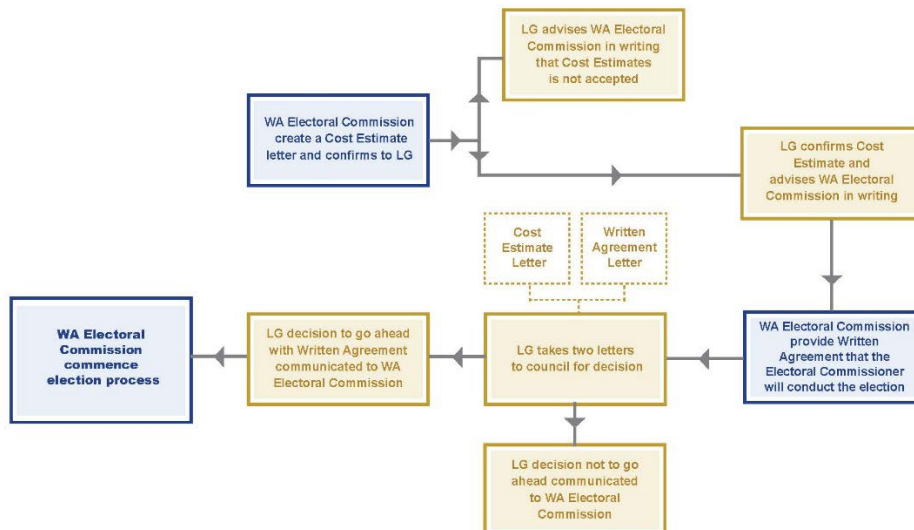 LG advises WA Electoral
Commission in writing
that Cost Estimates
is not accepted
WA Electoral Commission
create a Cost Estimate
letter and confirms to LG
LG confirms Cost
Estimate and
advises WA Electoral
Commission in writing
Cost
Estimate
Letter
Written
Agreement
Letter
WA Electoral
Commission
commence
election process
LG decision to go ahead
with Written Agreement
communicated to WA
Electoral Commission
LG takes two letters
to council for decision
WA Electoral Commission
provide Written
Agreement that the
Electoral Commissioner
will conduct the election
LG decision not to go
ahead communicated
to WA Electoral
Commission